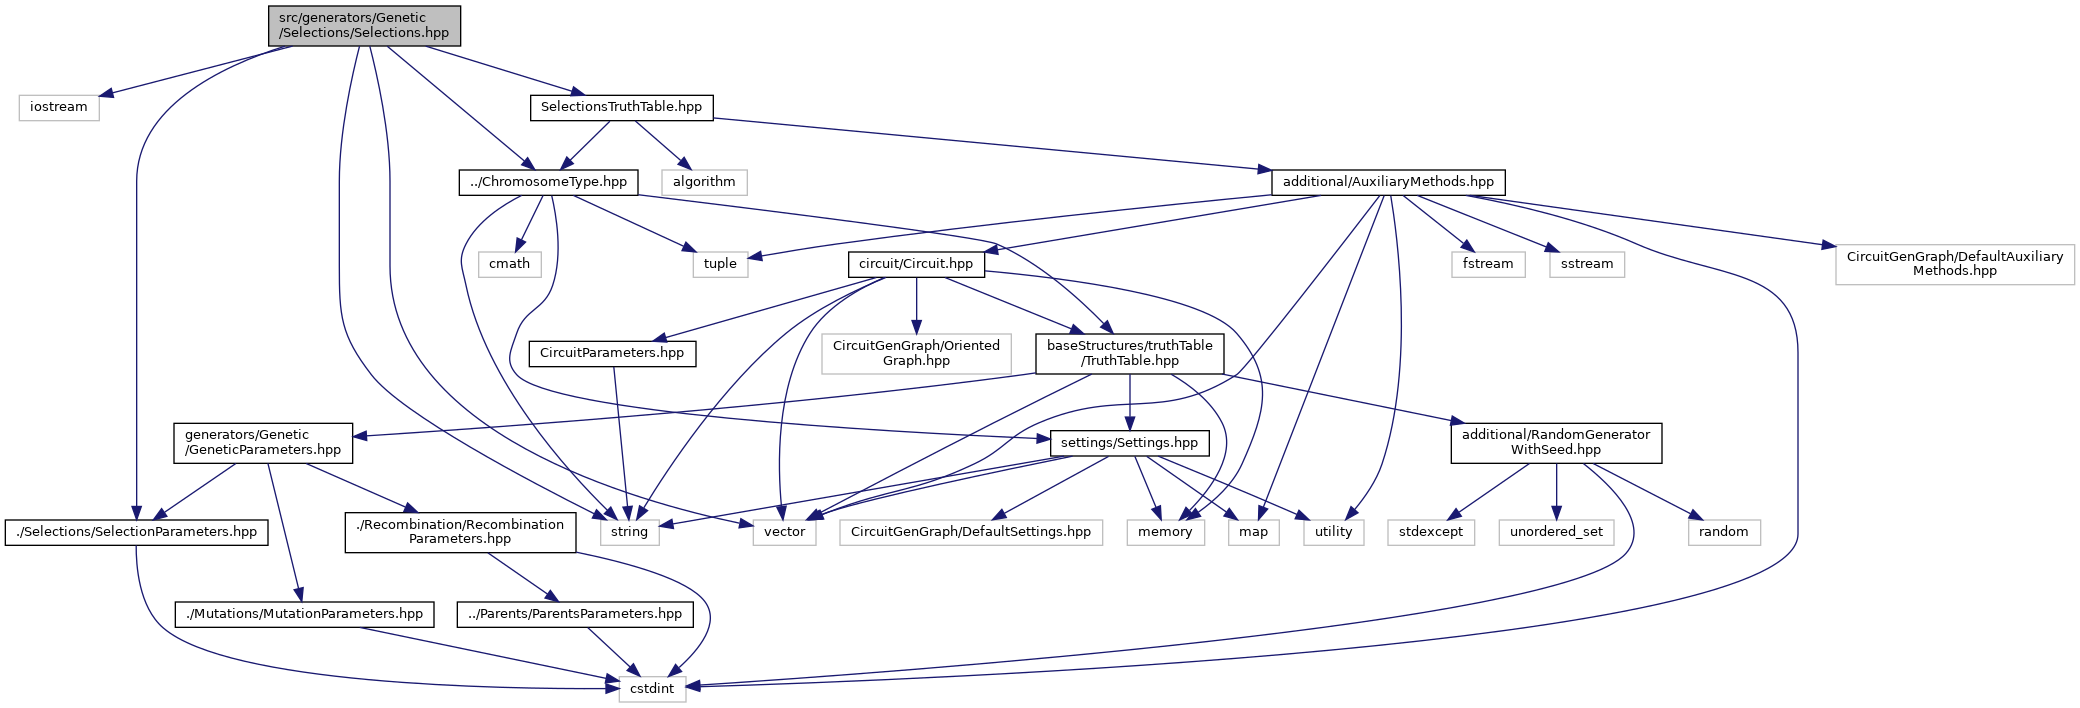 src/generators/Genetic
/Selections/Selections.hpp
iostream
SelectionsTruthTable.hpp
../ChromosomeType.hpp
algorithm
additional/AuxiliaryMethods.hpp
cmath
tuple
circuit/Circuit.hpp
fstream
sstream
CircuitGenGraph/DefaultAuxiliary
Methods.hpp
CircuitParameters.hpp
CircuitGenGraph/Oriented
Graph.hpp
baseStructures/truthTable
/TruthTable.hpp
generators/Genetic
/GeneticParameters.hpp
settings/Settings.hpp
additional/RandomGenerator
WithSeed.hpp
./Selections/SelectionParameters.hpp
./Recombination/Recombination
Parameters.hpp
string
vector
CircuitGenGraph/DefaultSettings.hpp
memory
map
utility
stdexcept
unordered_set
random
./Mutations/MutationParameters.hpp
../Parents/ParentsParameters.hpp
cstdint